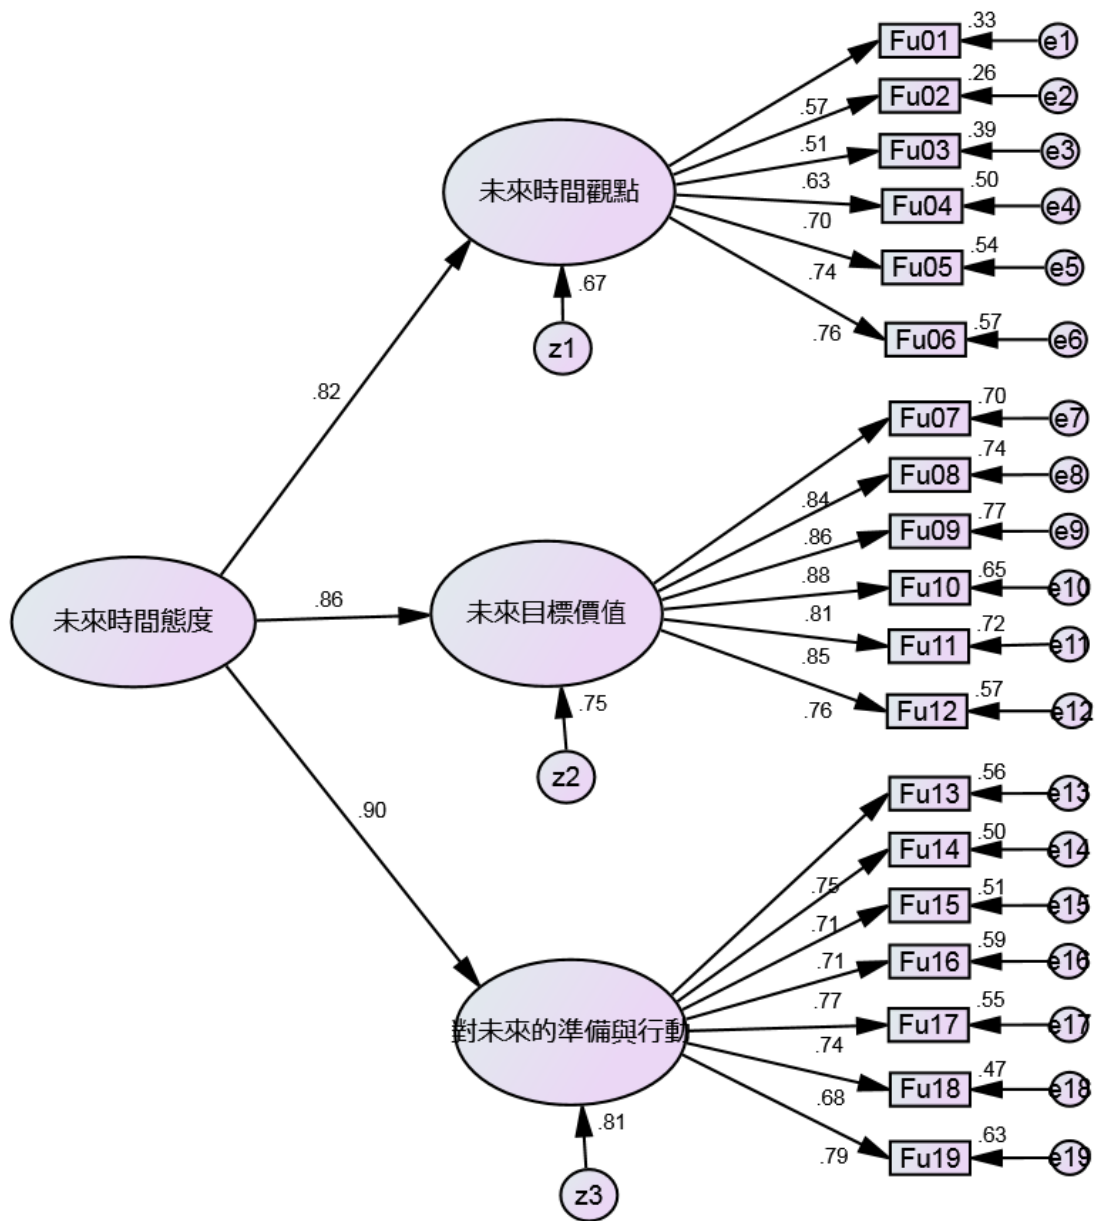 .33
Fu01
e1
.26
.57
Fu02
e2
.39
.51
Fu03
e3
.50
.63
Fu04
e4
未來時間觀點
.70
.54
Fu05
e5
.74
.67
.57
.76
Fu06
e6
z1
.82
.70
Fu07
e7
.74
Fu08
e8
.84
.77
Fu09
e9
.86
.65
.88
Fu10
e10
.86
.81
.72
未來時間態度
未來目標價值
Fu11
e11
.85
.57
.76
Fu12
e12
.75
z2
.56
Fu13
e13
.90
.50
Fu14
e14
.75
.51
Fu15
e15
.71
.59
.71
Fu16
e16
.77
.55
對未來的準備與行動
Fu17
e17
.74
.47
.68
Fu18
e18
.81
.63
.79
Fu19
e19
z3